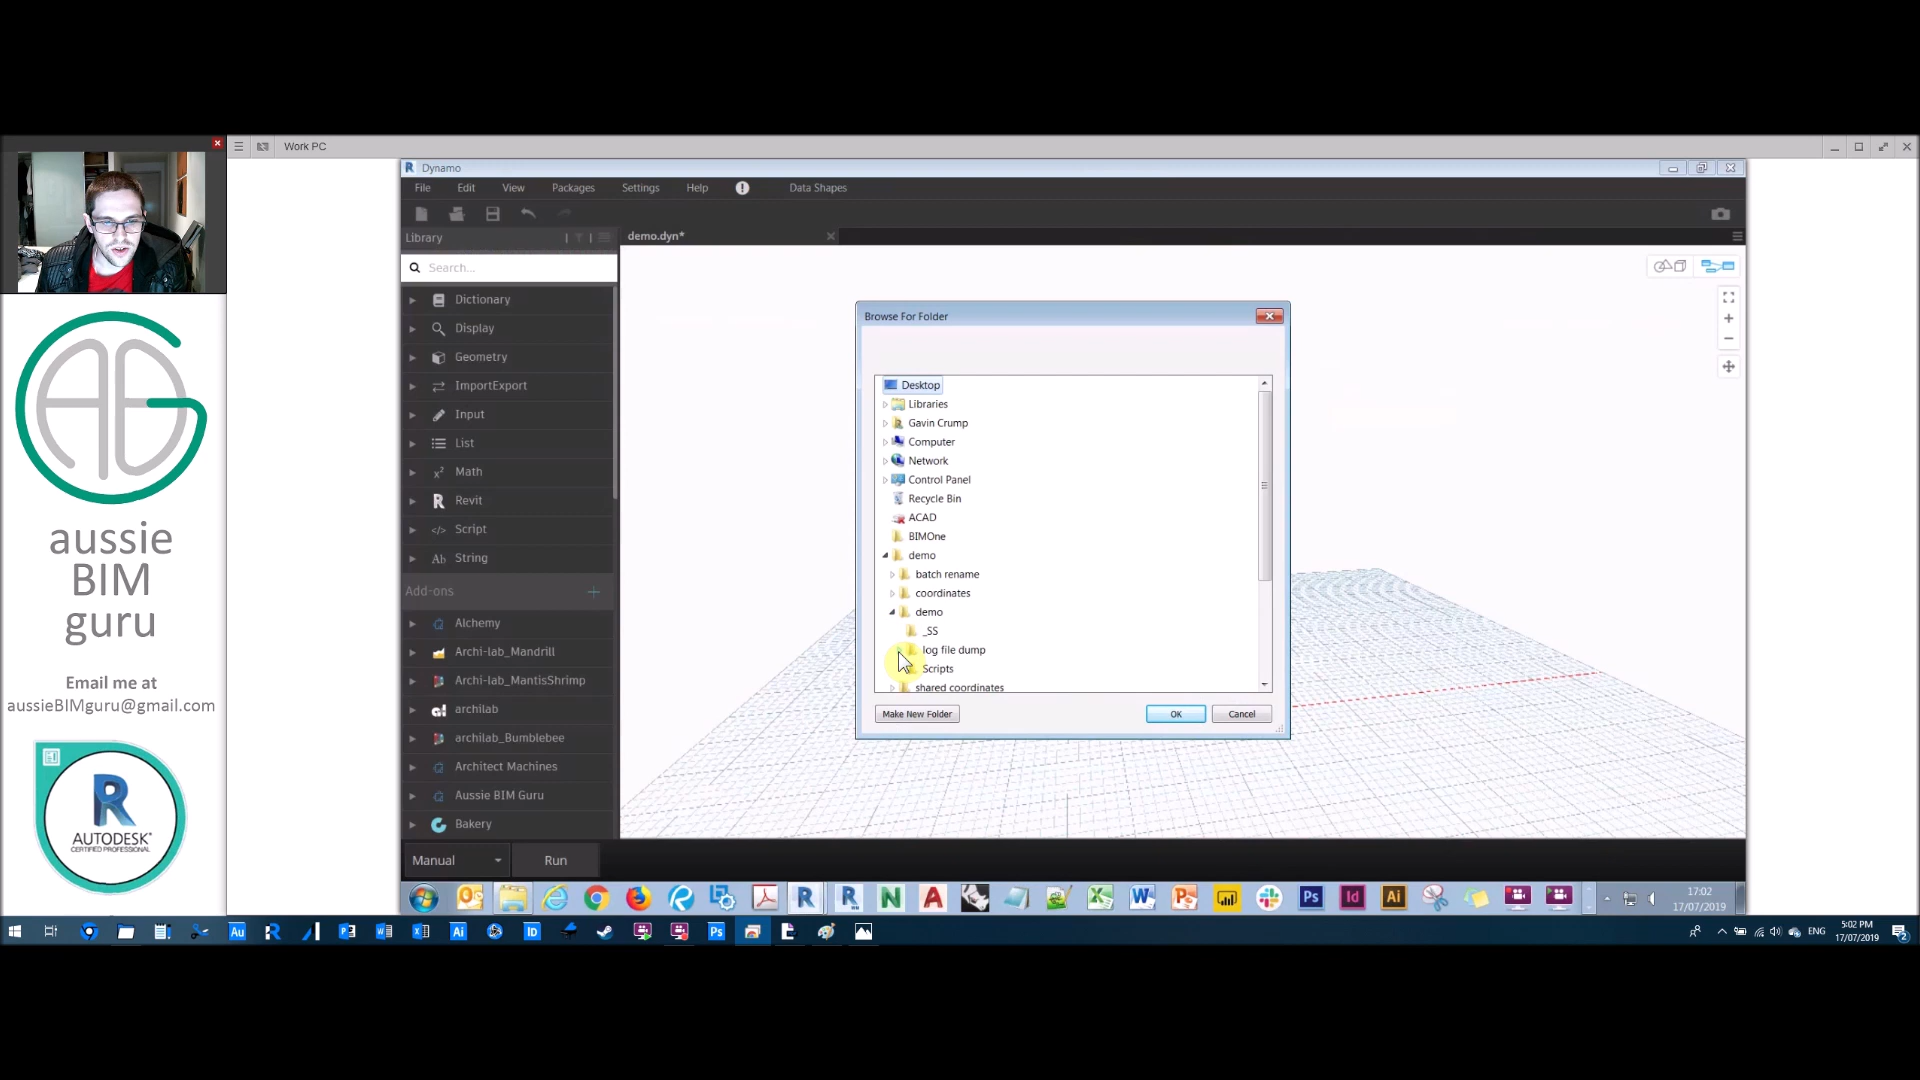 Work PC
Dynamo
File Edit View Packages Settings Help Data Shapes
Library
demo.dyn*
Search...
Dictionary
Display
Geometry
ImportExport
Input
List
Math
Revit
Script
String
Add-ons
Alchemy
Archi-lab_Mandrill
Archi-lab_MantisShrimp
archilab
archilab_Bumblebee
Architect Machines
Aussie BIM Guru
Bakery
Manual
Run
Browse For Folder
Desktop
Libraries
Gavin Crump
Computer
Network
Control Panel
Recycle Bin
ACAD
BIMOne
demo
batch rename
coordinates
demo
_SS
log file dump
Scripts
shared coordinates
Make New Folder
OK
Cancel
aussie
BIM
guru
Email me at
aussieBIMguru@gmail.com
R
AUTODESK
CERTIFIED PROFESSIONAL
17:02
17/07/2019
ENG
5:02 PM
17/07/2019